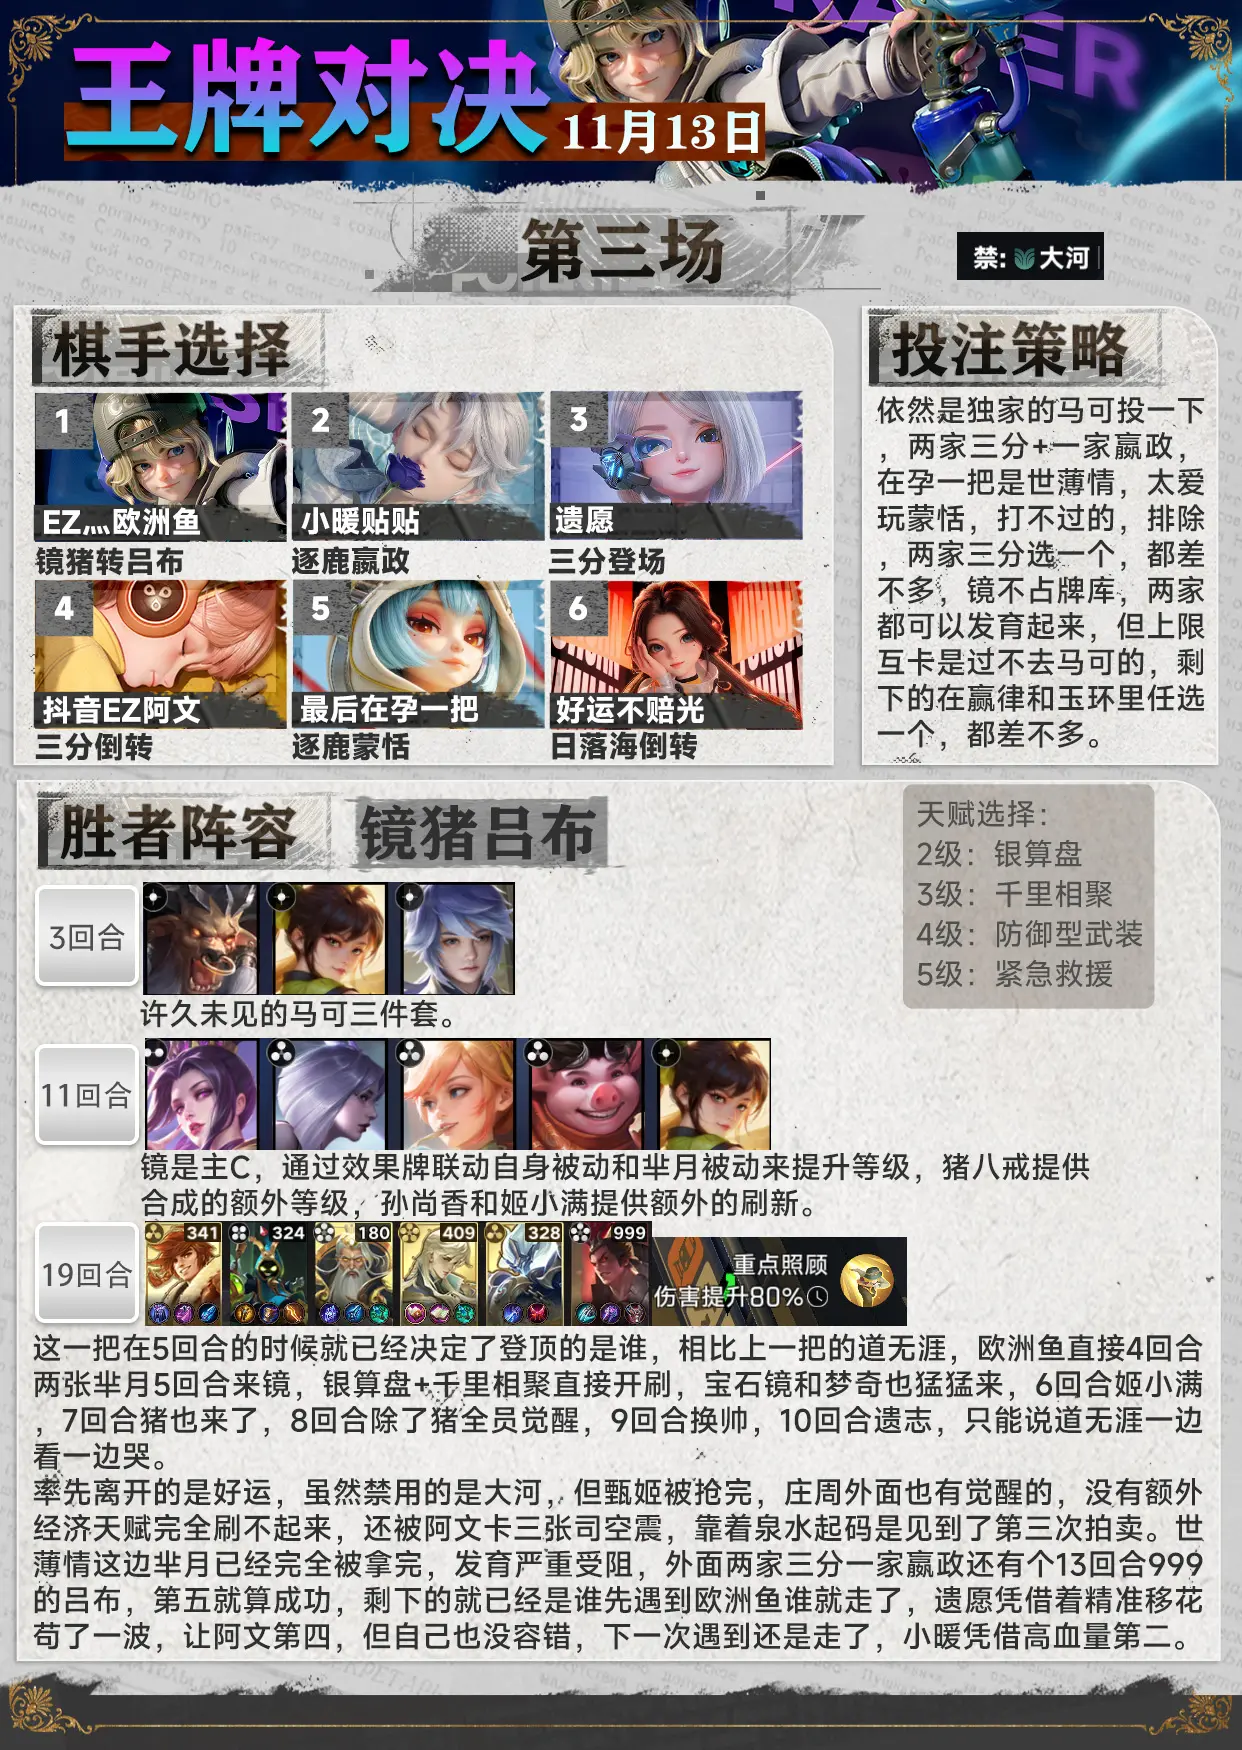 王牌对决
11月13日
第三场
禁:大河
棋手选择
1
EZ灬欧洲鱼
镜猪转吕布
2
小暖贴贴
逐鹿嬴政
3
遗愿
三分登场
4
抖音EZ阿文
三分倒转
5
最后在孕一把
逐鹿蒙恬
6
好运不赔光
日落海倒转
投注策略
依然是独家的马可投一下
，两家三分+一家嬴政，
在孕一把是世薄情，太爱
玩蒙恬，打不过的，排除
，两家三分选一个，都差
不多，镜不占牌库，两家
都可以发育起来，但上限
互卡是过不去马可的，剩
下的在赢律和玉环里任选
一个，都差不多。
胜者阵容
镜猪吕布
天赋选择：
2级：银算盘
3级：千里相聚
4级：防御型武装
5级：紧急救援
3回合
许久未见的马可三件套。
11回合
镜是主C，通过效果牌联动自身被动和芈月被动来提升等级，猪八戒提供
合成的额外等级，孙尚香和姬小满提供额外的刷新。
19回合
341
324
180
409
328
999
重点照顾
伤害提升80%
这一把在5回合的时候就已经决定了登顶的是谁，相比上一把的道无涯，欧洲鱼直接4回合
两张芈月5回合来镜，银算盘+千里相聚直接开刷，宝石镜和梦奇也猛猛来，6回合姬小满
，7回合猪也来了，8回合除了猪全员觉醒，9回合换帅，10回合遗志，只能说道无涯一边
看一边哭。
率先离开的是好运，虽然禁用的是大河，但甄姬被抢完，庄周外面也有觉醒的，没有额外
经济天赋完全刷不起来，还被阿文卡三张司空震，靠着泉水起码是见到了第三次拍卖。世
薄情这边芈月已经完全被拿完，发育严重受阻，外面两家三分一家嬴政还有个13回合999
的吕布，第五就算成功，剩下的就已经是谁先遇到欧洲鱼谁就走了，遗愿凭借着精准移花
苟了一波，让阿文第四，但自己也没容错，下一次遇到还是走了，小暖凭借高血量第二。